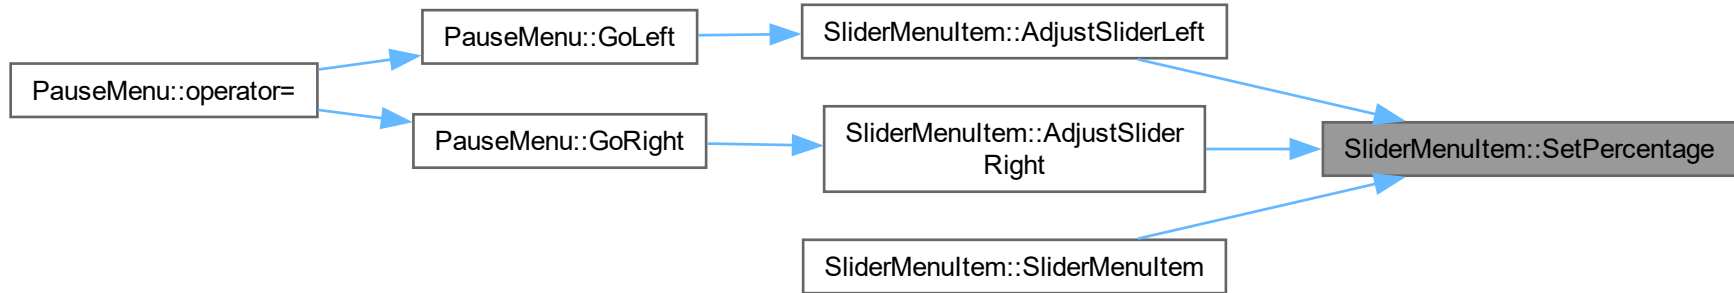 SliderMenuItem::AdjustSliderLeft
PauseMenu::GoLeft
PauseMenu::operator=
PauseMenu::GoRight
SliderMenuItem::AdjustSlider
Right
SliderMenuItem::SetPercentage
SliderMenuItem::SliderMenuItem